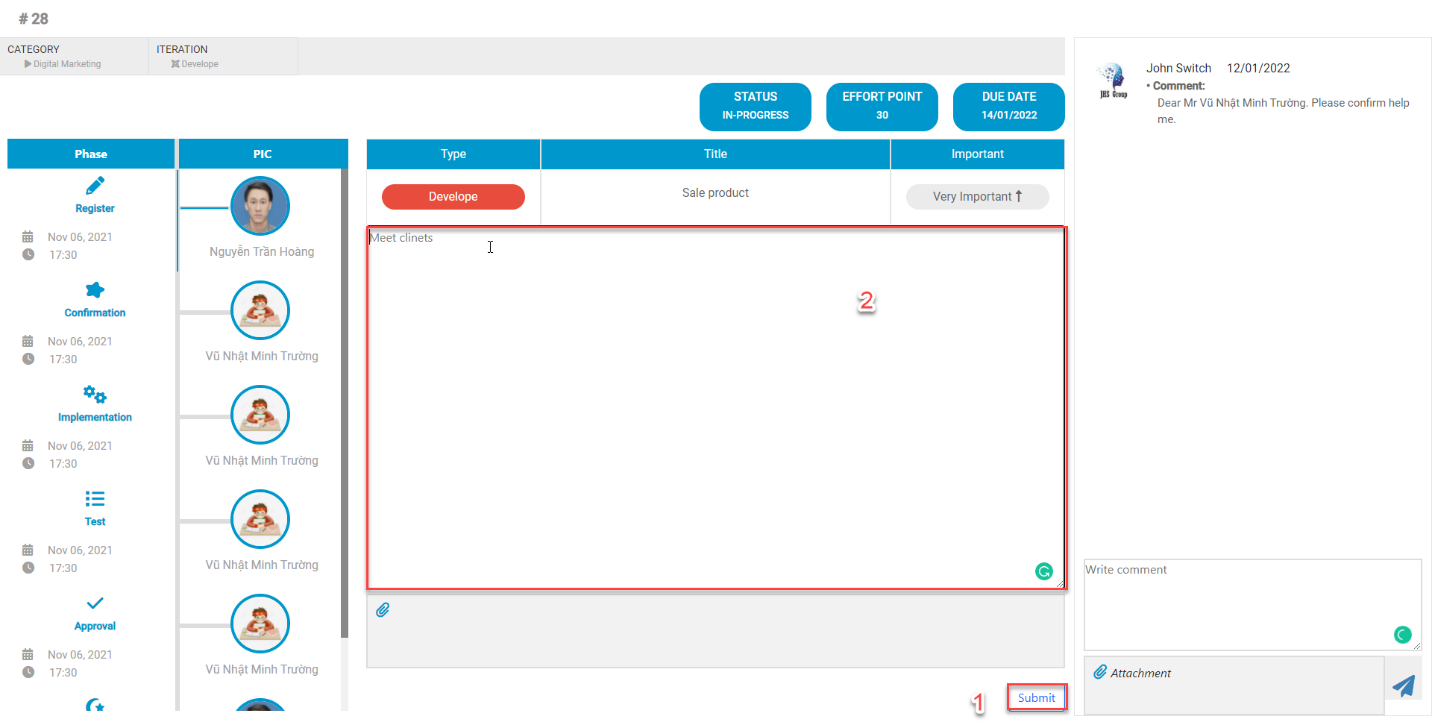 # 28
CATEGORY
Digital Marketing
ITERATION
Develope
STATUS
IN-PROGRESS
EFFORT POINT
30
DUE DATE
14/01/2022
Phase
PIC
Register
Nov 06, 2021
17:30
Nguyễn Trần Hoàng
Confirmation
Nov 06, 2021
17:30
Vũ Nhật Minh Trường
Implementation
Nov 06, 2021
17:30
Vũ Nhật Minh Trường
Test
Nov 06, 2021
17:30
Vũ Nhật Minh Trường
Approval
Nov 06, 2021
17:30
Vũ Nhật Minh Trường
Type
Title
Important
Develope
Sale product
Very Important
Meet clinets
2
1
Submit
JHS Group
John Switch 12/01/2022
• Comment:
Dear Mr Vũ Nhật Minh Trường. Please confirm help
me.
Write comment
Attachment